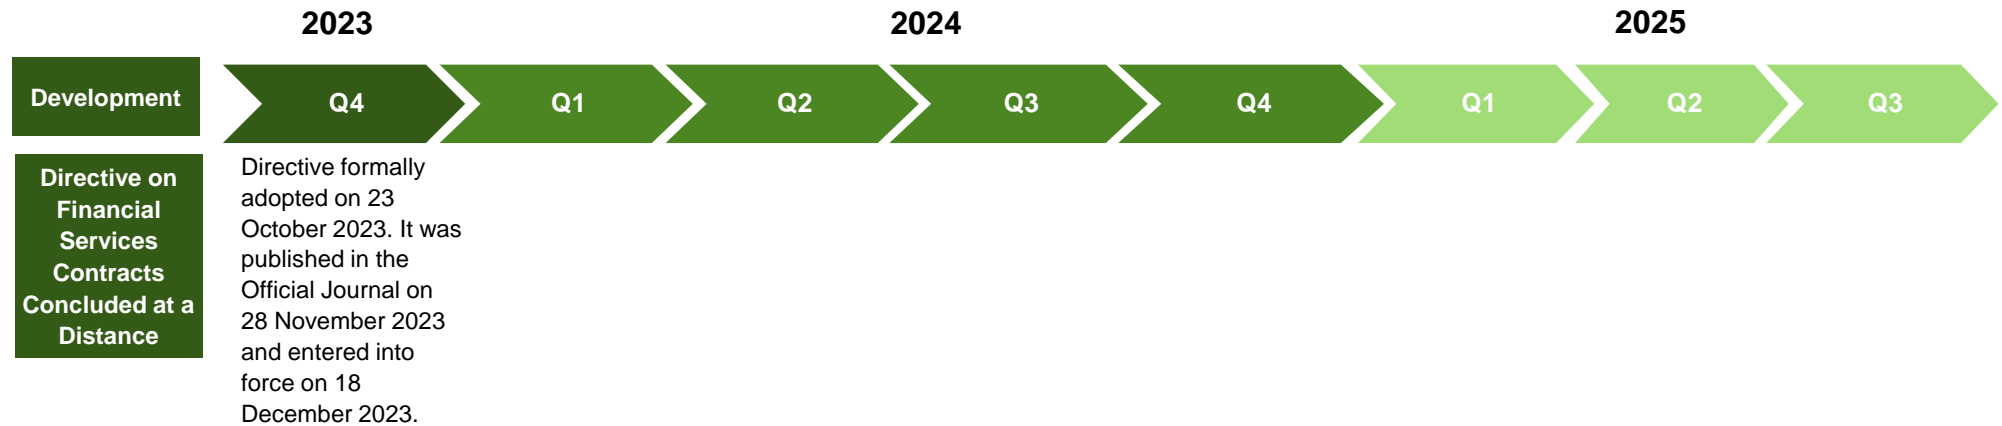 2023
2024
2025
Development
Q4
Q1
Q2
Q3
Q4
Q1
Q2
Q3
Directive on
Financial
Services
Contracts
Concluded at a
Distance
Directive formally
adopted on 23
October 2023. It was
published in the
Official Journal on
28 November 2023
and entered into
force on 18
December 2023.